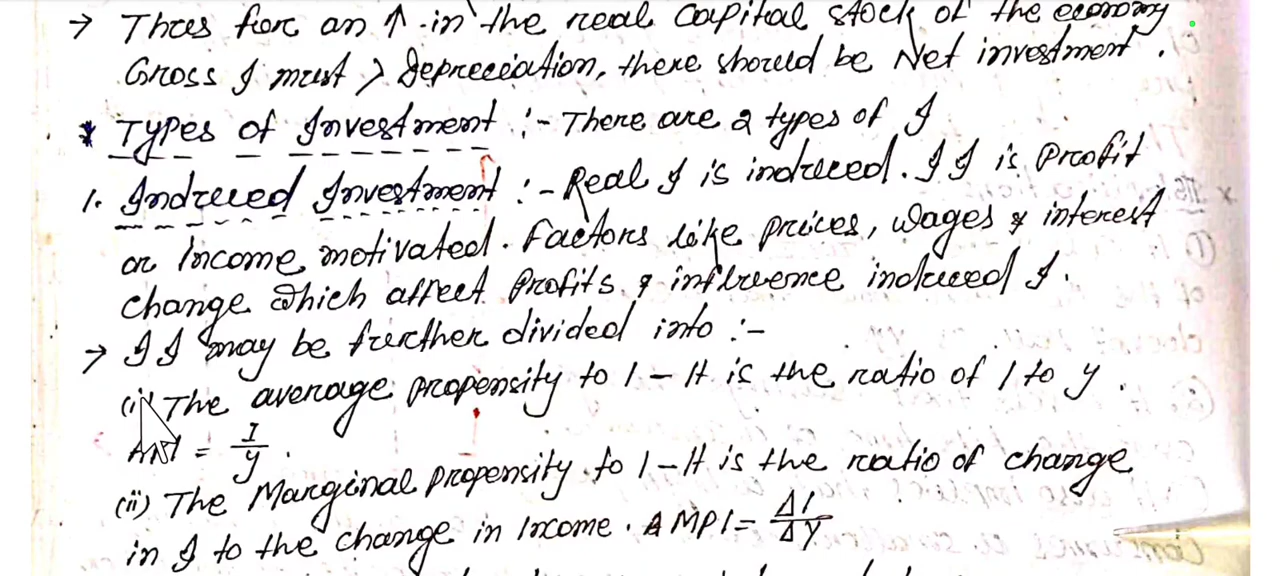 → Thus for an ↑ in the real capital stock of the economy
Gross I must > depreciation, there should be Net investment.
* Types of Investment :- There are 2 types of I
1. Induced Investment :- Real I is induced. I I is profit
or Income motivated. Factors like prices, wages & interest
change which affect profits & influence induced I.
→ I I may be further divided into :-
(i) The average propensity to I - It is the ratio of I to y.
= I/y.
(ii) The Marginal propensity to I - It is the ratio of change
in I to the change in Income. MPI = ΔI/ΔY